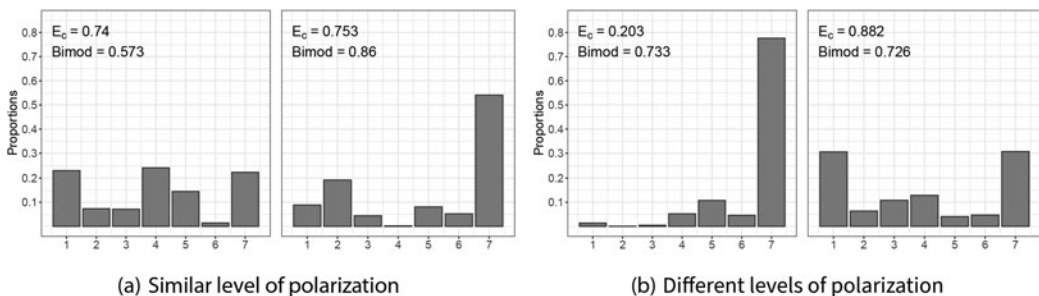 E_c = 0.74
Bimod = 0.573
E_c = 0.753
Bimod = 0.86
Proportions
0.8
0.7
0.6
0.5
0.4
0.3
0.2
0.1
1 2 3 4 5 6 7
1 2 3 4 5 6 7
(a) Similar level of polarization
E_c = 0.203
Bimod = 0.733
E_c = 0.882
Bimod = 0.726
Proportions
0.8
0.7
0.6
0.5
0.4
0.3
0.2
0.1
1 2 3 4 5 6 7
1 2 3 4 5 6 7
(b) Different levels of polarization